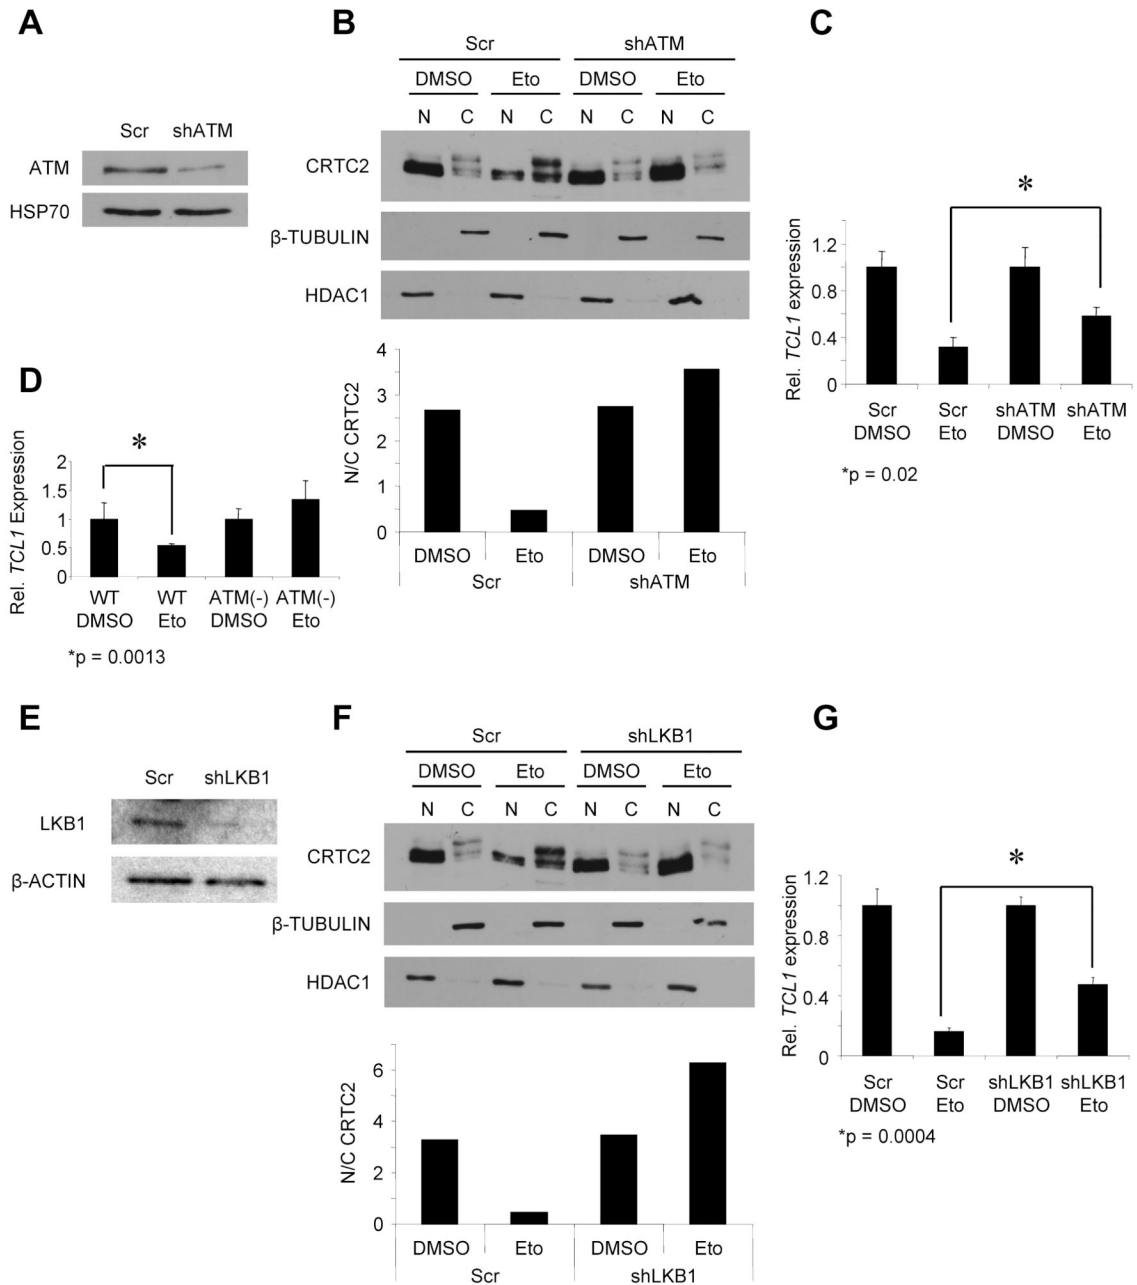 A
Scr shATM
ATM
HSP70
B
Scr shATM
DMSO Eto DMSO Eto
N C N C N C N C
CRTC2
β-TUBULIN
HDAC1
4
3
2
1
0
N/C CRTC2
DMSO Eto DMSO Eto
Scr shATM
C
*
1.2
0.8
0.4
0
Rel. TCL1 expression
Scr Scr shATM shATM
DMSO Eto DMSO Eto
*p = 0.02
D
*
2
1.5
1
0.5
0
Rel. TCL1 Expression
WT WT ATM(-) ATM(-)
DMSO Eto DMSO Eto
*p = 0.0013
E
Scr shLKB1
LKB1
β-ACTIN
F
Scr shLKB1
DMSO Eto DMSO Eto
N C N C N C N C
CRTC2
β-TUBULIN
HDAC1
6
4
2
0
N/C CRTC2
DMSO Eto DMSO Eto
Scr shLKB1
G
*
1.2
0.8
0.4
0
Rel. TCL1 expression
Scr Scr shLKB1 shLKB1
DMSO Eto DMSO Eto
*p = 0.0004